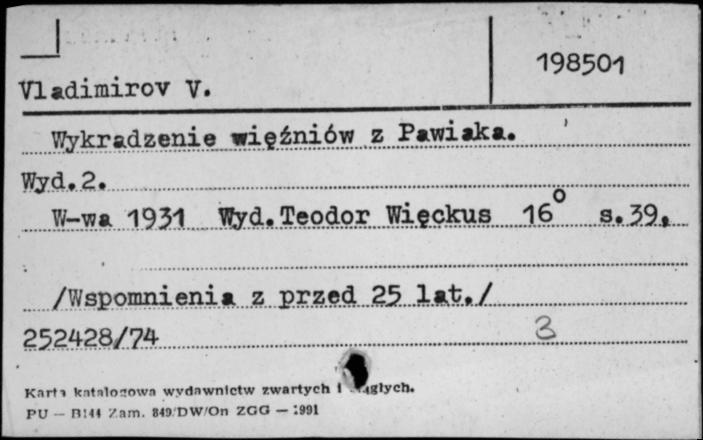 198501
Vladimirov V.
Wykradzenie więźniów z Pawiaka.
Wyd.2.
W-wa 1931 Wyd.Teodor Więckus 16° s.39,
/Wspomnienia z przed 25 lat./
252428/74 3
Karta katalogowa wydawnictw zwartych i ciągłych.
PU — B144 Zam. 849/DW/On ZGG — 1991